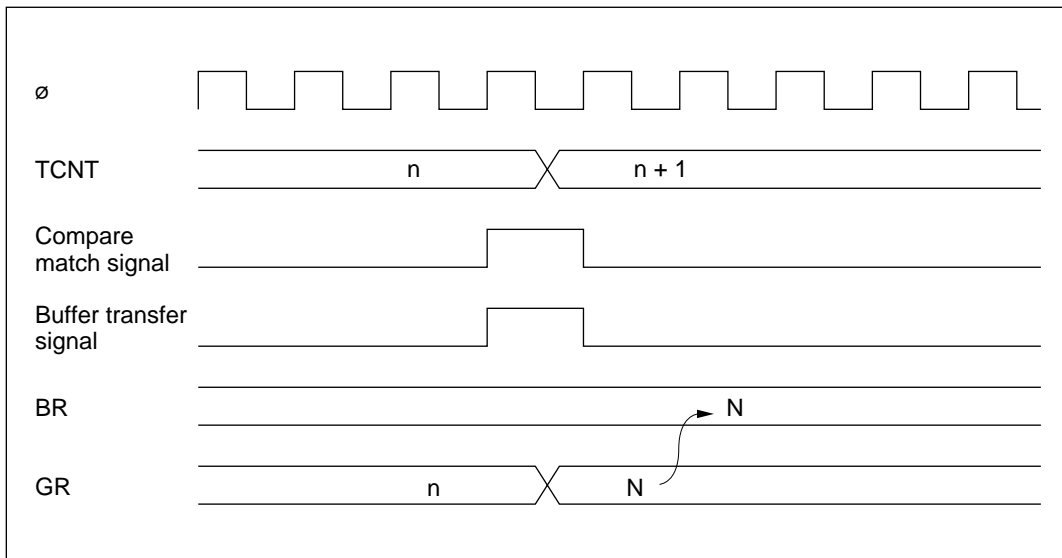 ø
TCNT
n
n + 1
Compare
match signal
Buffer transfer
signal
BR
N
GR
n
N